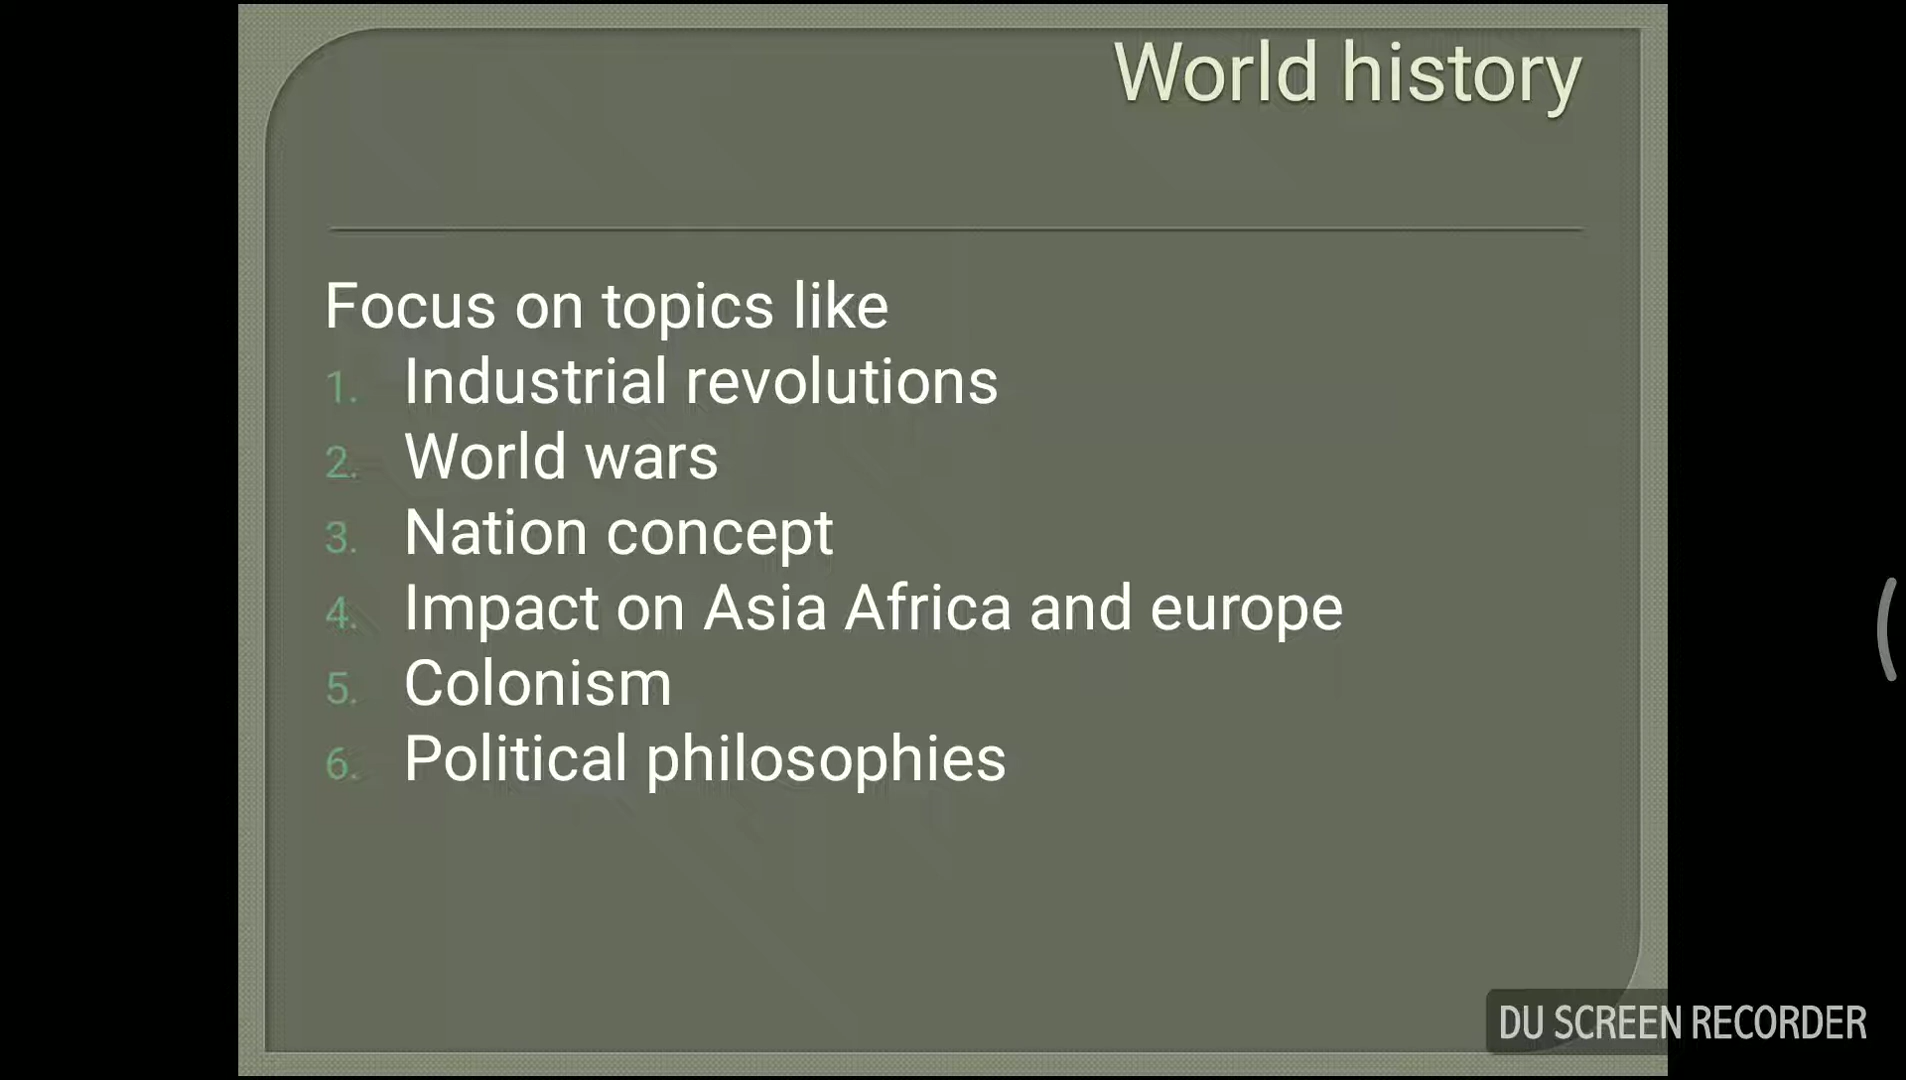 World history
Focus on topics like
1. Industrial revolutions
2. World wars
3. Nation concept
4. Impact on Asia Africa and europe
5. Colonism
6. Political philosophies
DU SCREEN RECORDER